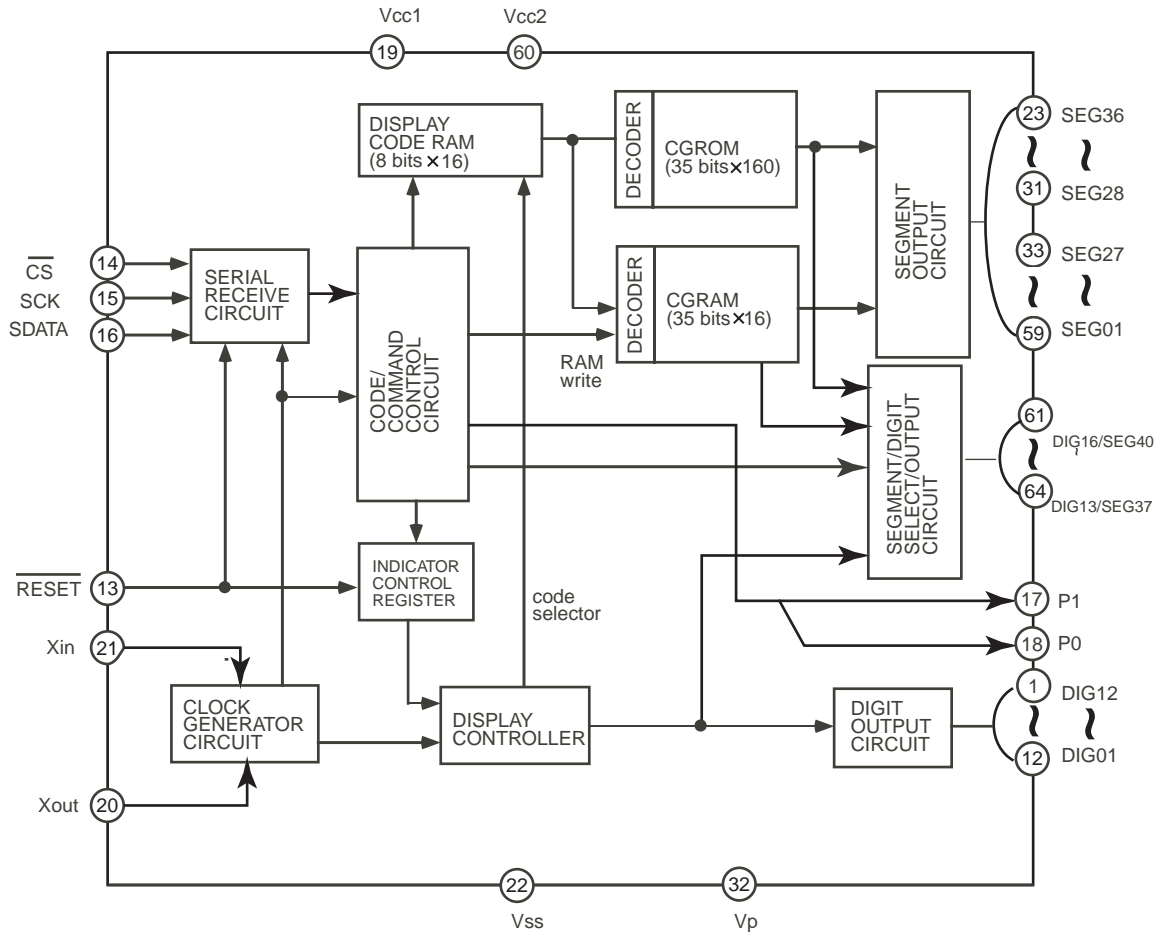 Vcc1
Vcc2
19
60
DISPLAY
CODE RAM
(8 bits×16)
DECODER
CGROM
(35 bits×160)
SEGMENT
OUTPUT
CIRCUIT
23
SEG36
31
SEG28
33
SEG27
59
SEG01
CS
14
SCK
15
SDATA
16
SERIAL
RECEIVE
CIRCUIT
CODE/
COMMAND
CONTROL
CIRCUIT
DECODER
CGRAM
(35 bits×16)
RAM
write
SEGMENT/DIGIT
SELECT/OUTPUT
CIRCUIT
61
DIG16/SEG40
64
DIG13/SEG37
RESET
13
INDICATOR
CONTROL
REGISTER
code
selector
17
P1
18
P0
Xin
21
CLOCK
GENERATOR
CIRCUIT
DISPLAY
CONTROLLER
DIGIT
OUTPUT
CIRCUIT
1
DIG12
12
DIG01
Xout
20
22
32
Vss
Vp